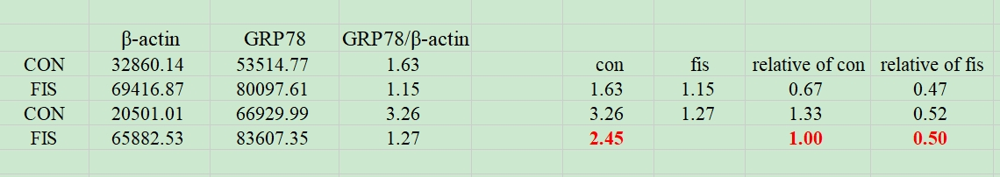 β-actin GRP78 GRP78/β-actin
CON 32860.14 53514.77 1.63 con fis relative of con relative of fis
FIS 69416.87 80097.61 1.15 1.63 1.15 0.67 0.47
CON 20501.01 66929.99 3.26 3.26 1.27 1.33 0.52
FIS 65882.53 83607.35 1.27 2.45 1.00 0.50